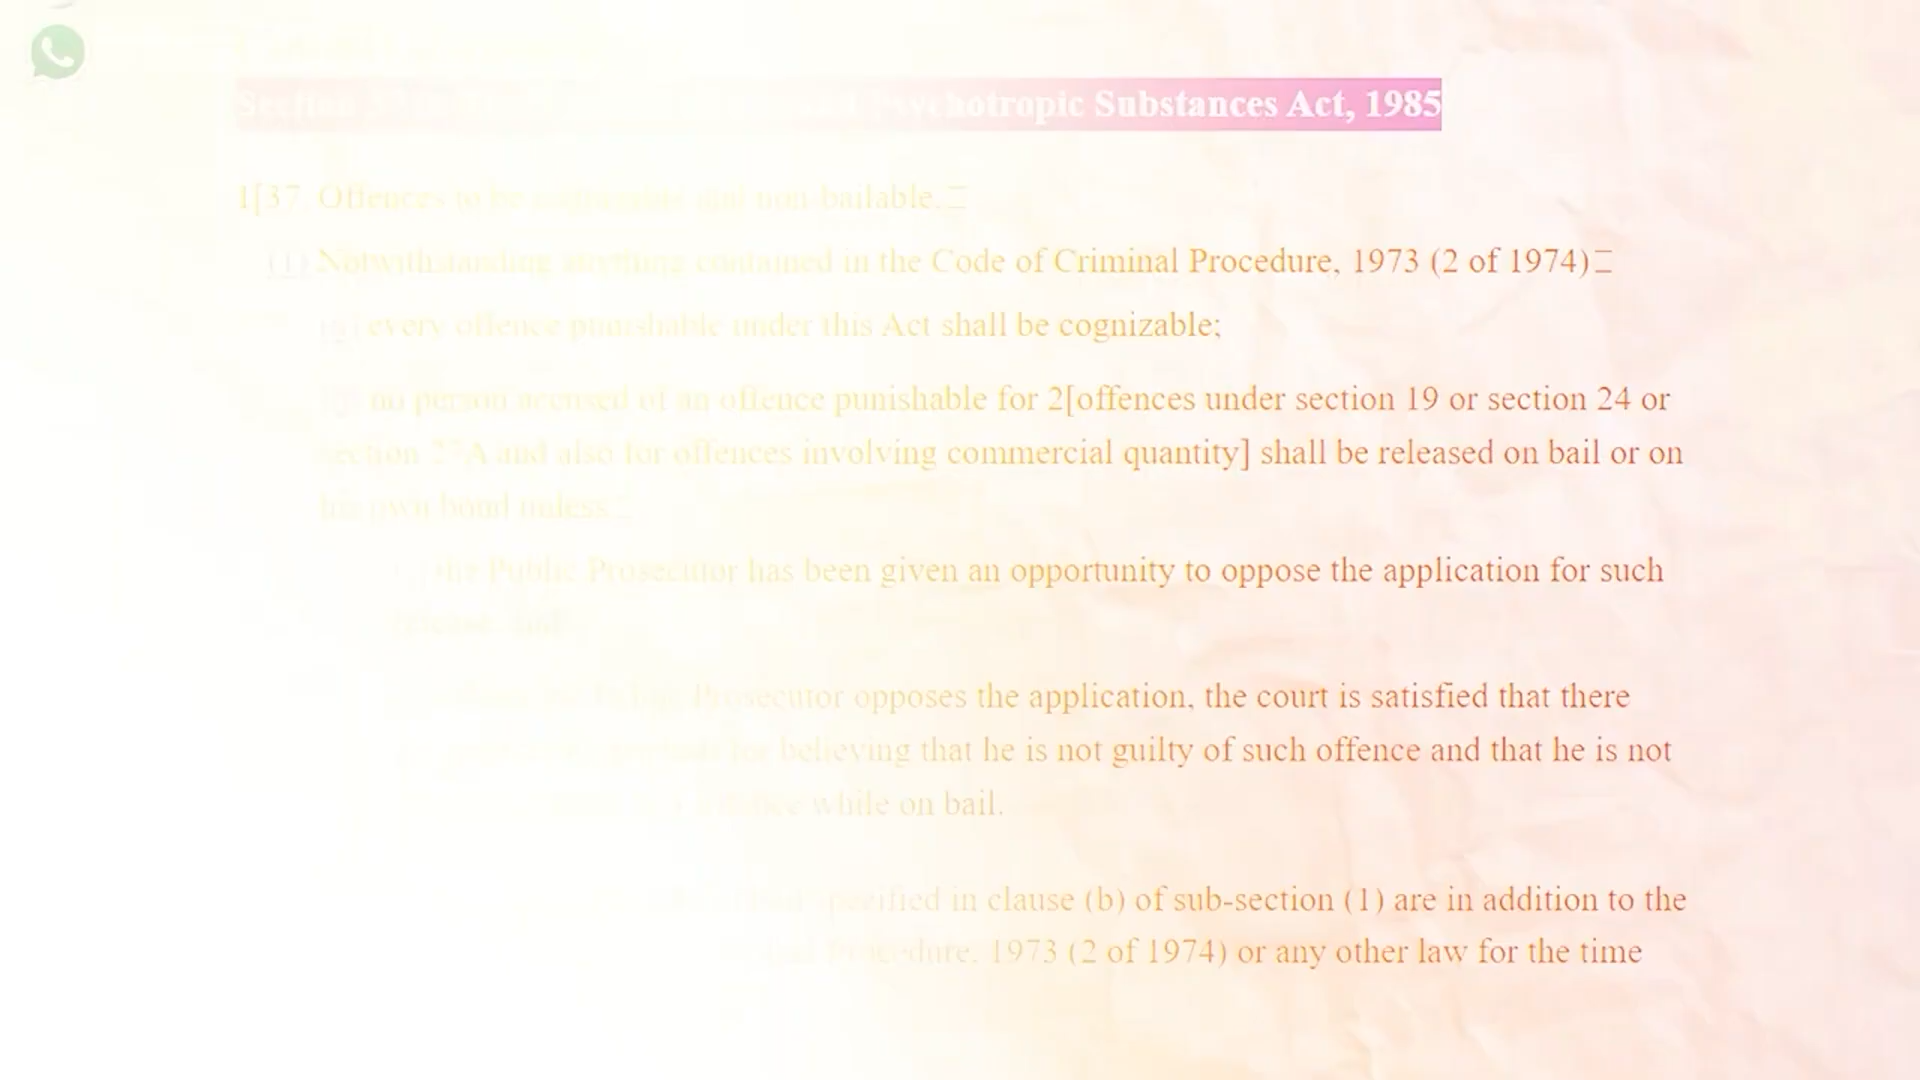 Section Psychotropic Substances Act, 1985
1[37. Offences to be cognizable and non-bailable.
(1) Notwithstanding anything contained in the Code of Criminal Procedure, 1973 (2 of 1974)
(a) every offence punishable under this Act shall be cognizable;
no person accused of an offence punishable for 2[offences under section 19 or section 24 or
section 27A and also for offences involving commercial quantity] shall be released on bail or on
his own bond unless
the Public Prosecutor has been given an opportunity to oppose the application for such
release, and
Prosecutor opposes the application, the court is satisfied that there
grounds for believing that he is not guilty of such offence and that he is not
while on bail.
specified in clause (b) of sub-section (1) are in addition to the
Procedure, 1973 (2 of 1974) or any other law for the time